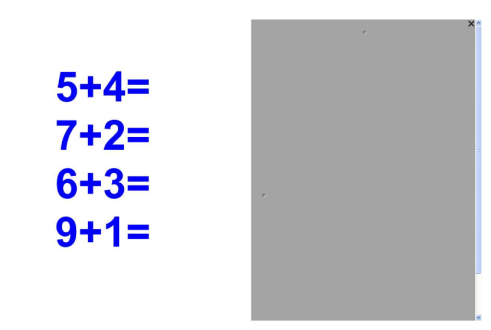 5+4=
7+2=
6+3=
9+1=